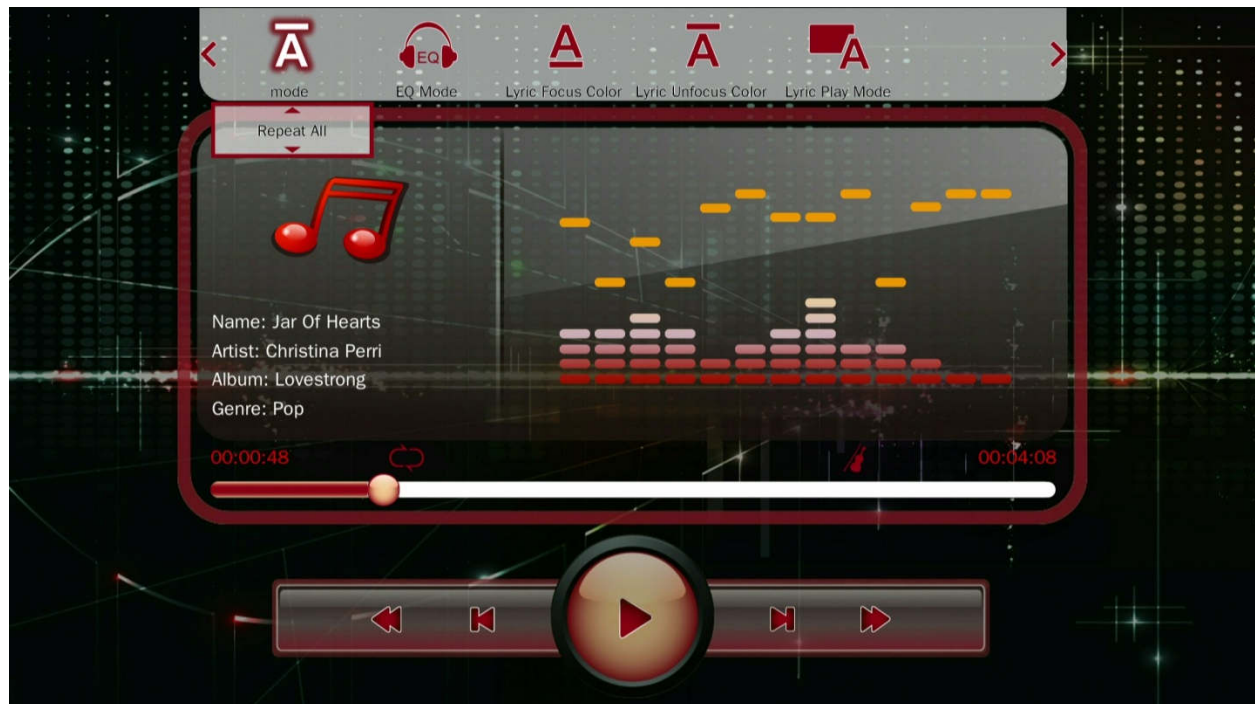 A
EQ
A
A
A
mode
EQ Mode
Lyric Focus Color
Lyric Unfocus Color
Lyric Play Mode
Repeat All
Name: Jar Of Hearts
Artist: Christina Perri
Album: Lovestrong
Genre: Pop
00:00:48
00:04:08